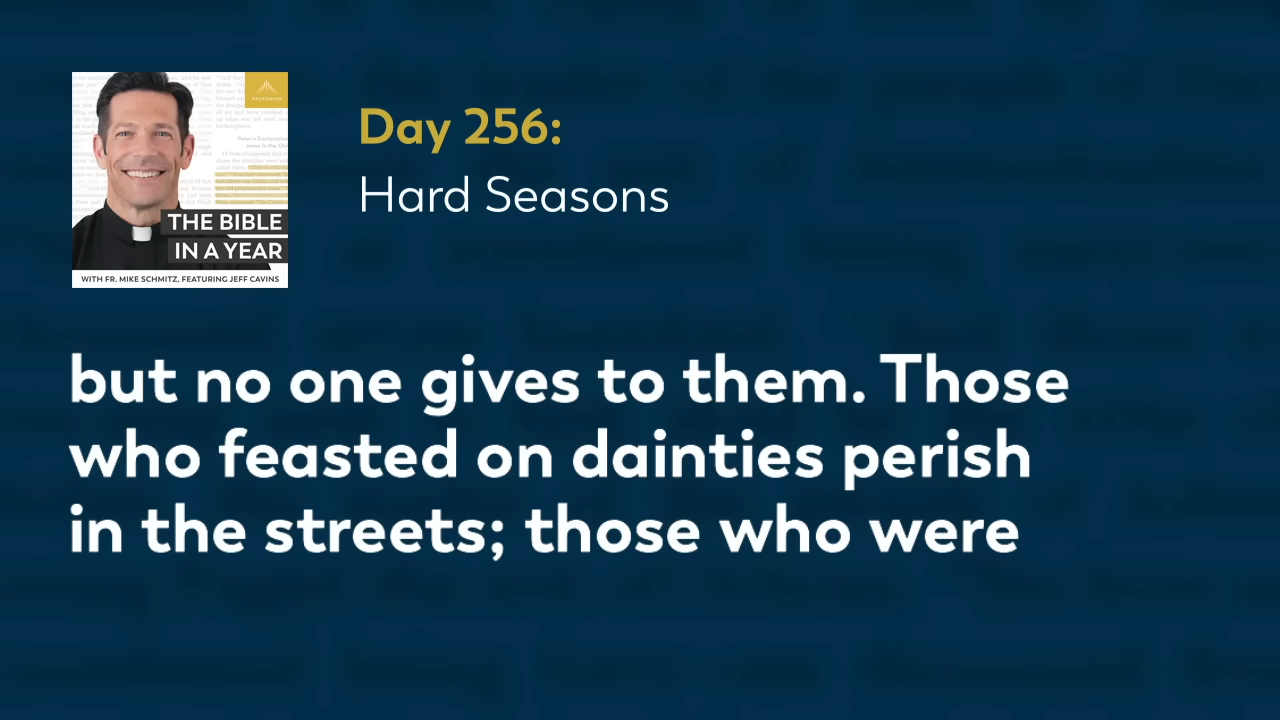 Day 256:
Hard Seasons
ASCENSION
THE BIBLE
IN A YEAR
WITH FR. MIKE SCHMITZ, FEATURING JEFF CAVINS
but no one gives to them. Those
who feasted on dainties perish
in the streets; those who were